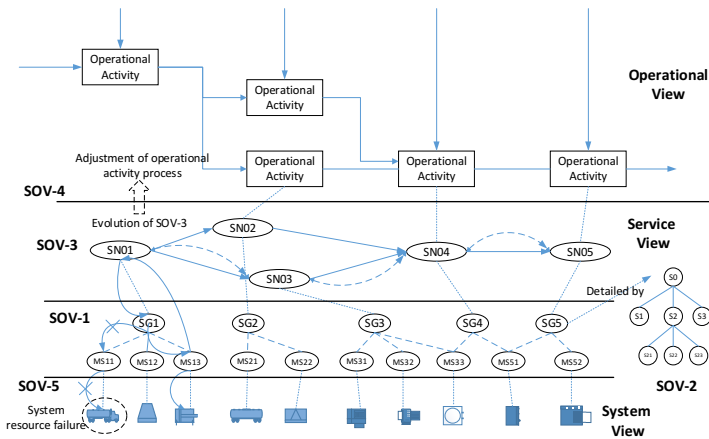 Operational
Activity
Operational
Activity
Operational
View
Operational
Activity
Operational
Activity
Operational
Activity
Adjustment of operational
activity process
SOV-4
Evolution of SOV-3
SN02
Service
View
SOV-3
SN01
SN04
SN05
SN03
Detailed by
S0
SOV-1
SG1
SG2
SG3
SG4
SG5
S1
S2
S3
MS11
MS12
MS13
MS21
MS22
MS31
MS32
MS33
MS51
MS52
S21
S22
S23
SOV-5
SOV-2
System
resource failure
System
View